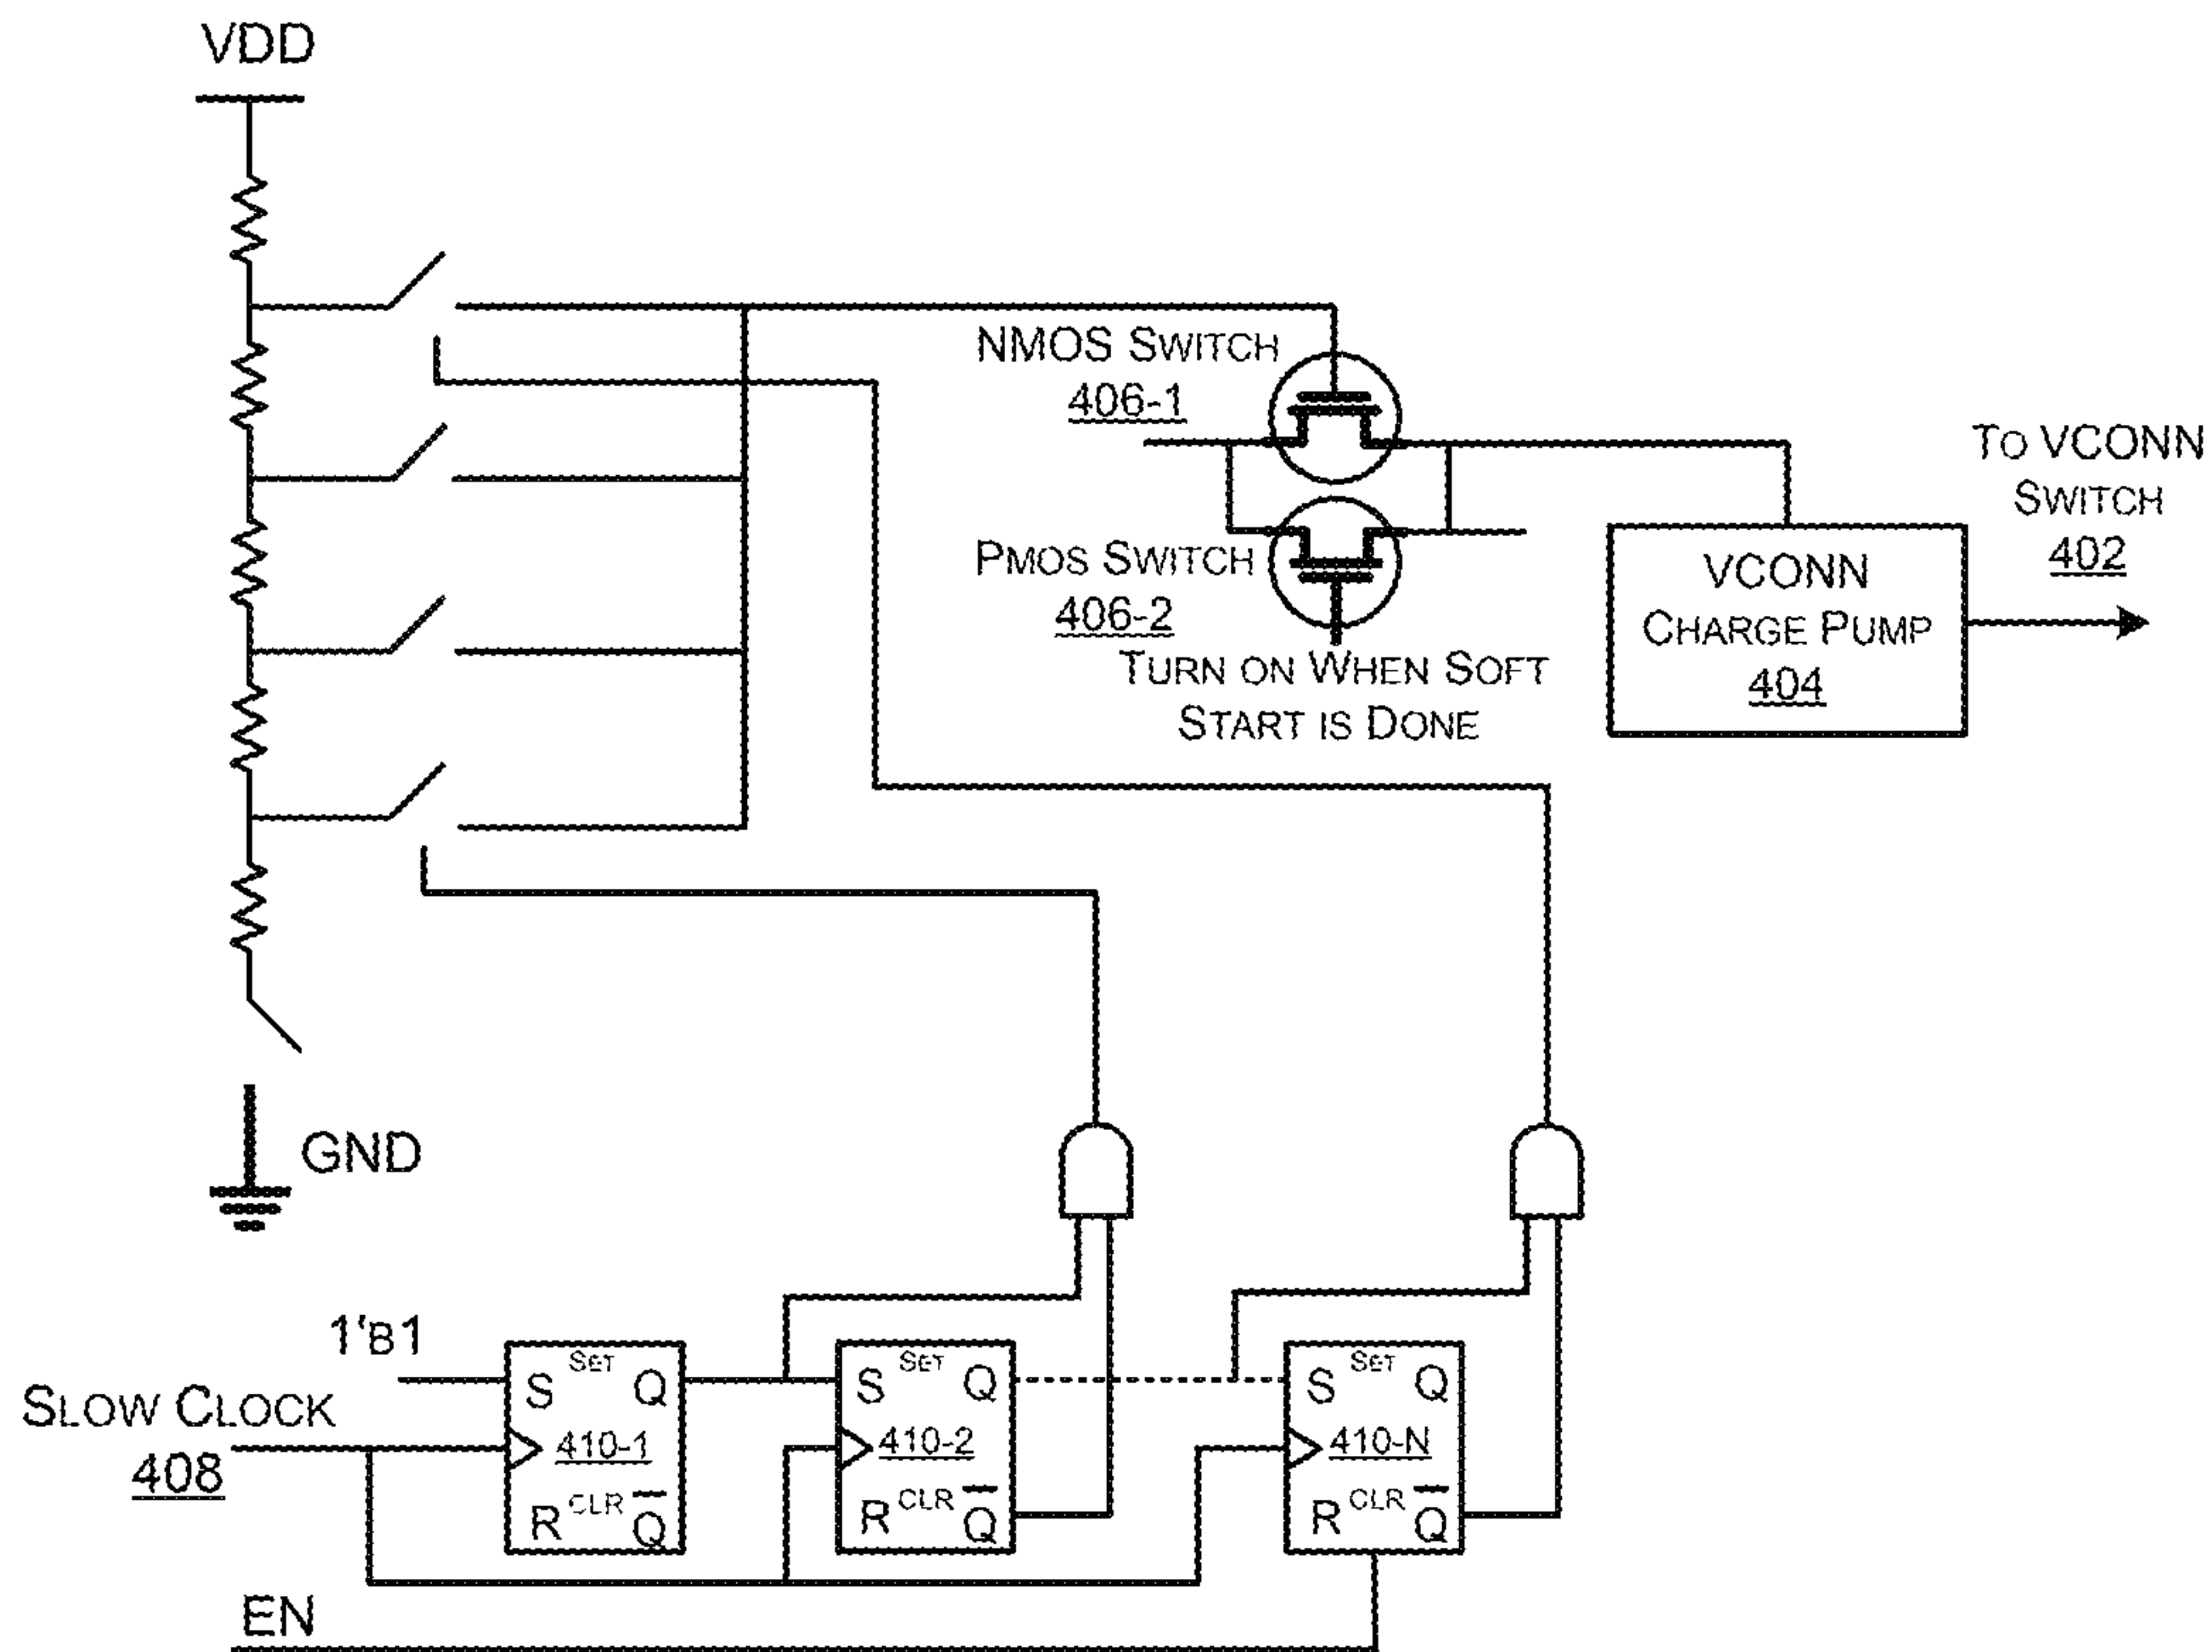 VDD
NMOS SWITCH
406-1
TO VCONN
SWITCH
402
PMOS SWITCH
406-2
VCONN
CHARGE PUMP
404
TURN ON WHEN SOFT
START IS DONE
GND
1'B1
SLOW CLOCK
408
S SET Q
410-1
R CLR Q̅
S SET Q
410-2
R CLR Q̅
S SET Q
410-N
R CLR Q̅
EN